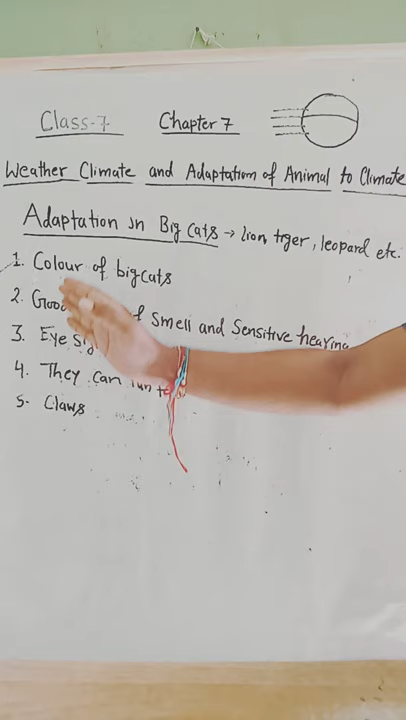 Class-7 Chapter 7
Weather Climate and Adaptation of Animal to Climate
Adaptation in Big Cats → lion, tiger, leopard etc.
1. Colour of bigcats
2. Smell and Sensitive hearing
3. Eye
4. They can run
5. Claws